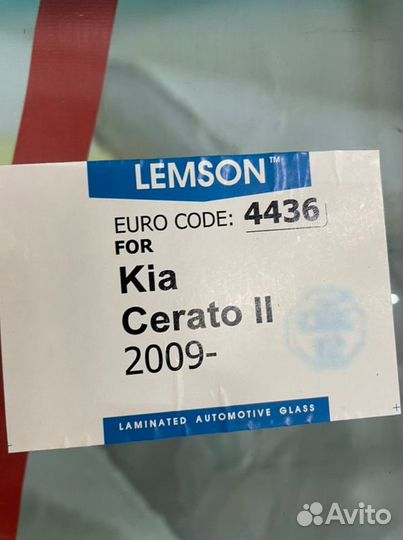 LEMSON™
EURO CODE: 4436
FOR
Kia
Cerato II
2009-
LAMINATED AUTOMOTIVE GLASS
Avito